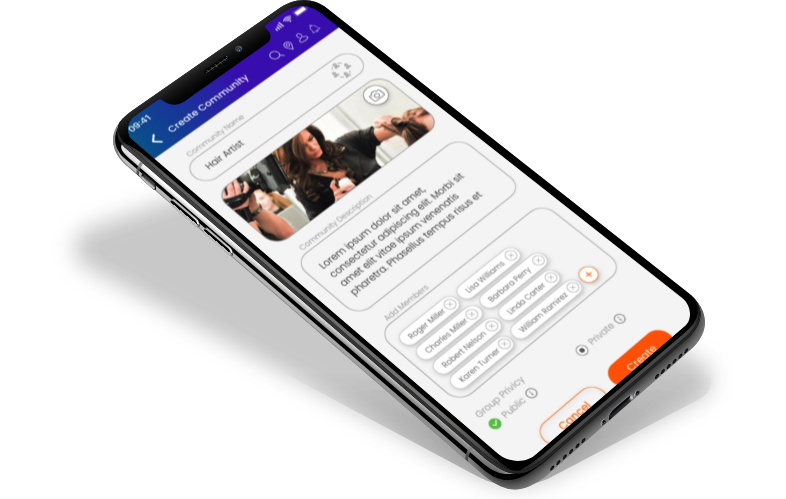 09:41
Create Community
Community Name
Hair Artist
Community Description
Lorem ipsum dolor sit amet,
consectetur adipiscing elit. Morbi sit
amet elit vitae ipsum venenatis
pharetra. Phasellus tempus risus et
Add Members
Roger Miller
Lisa Williams
Charles Miller
Barbara Perry
Robert Nelson
Linda Carter
Karen Turner
William Ramirez
Group Privicy
Public
Private
Cancel
Create